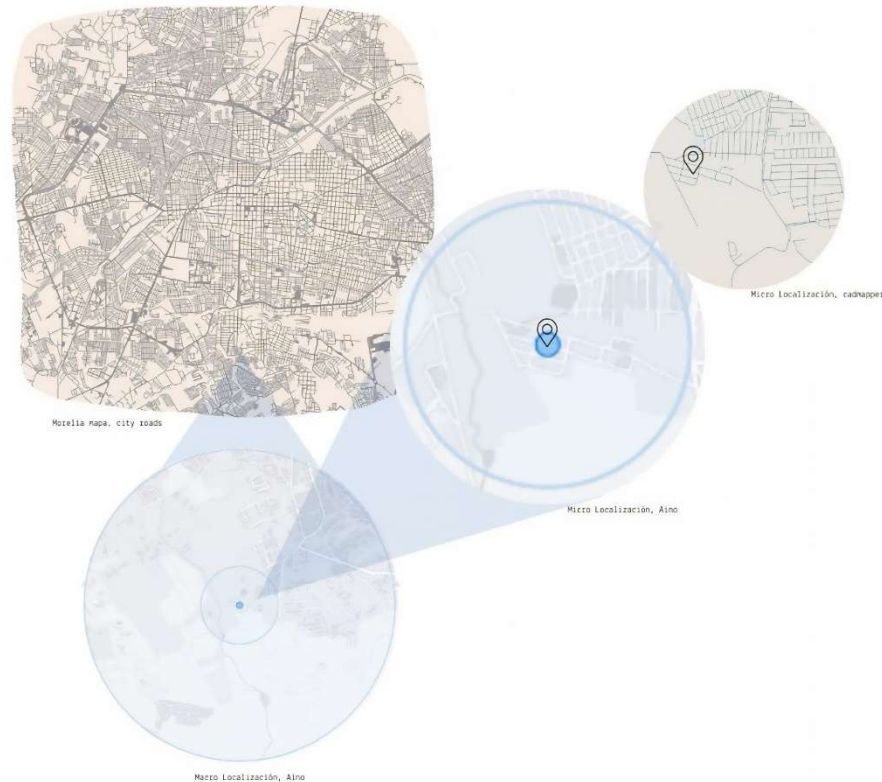 Micro Localización, cadmapper
Morelia mapa, city roads
Micro Localización, Aino
Macro Localización, Aino